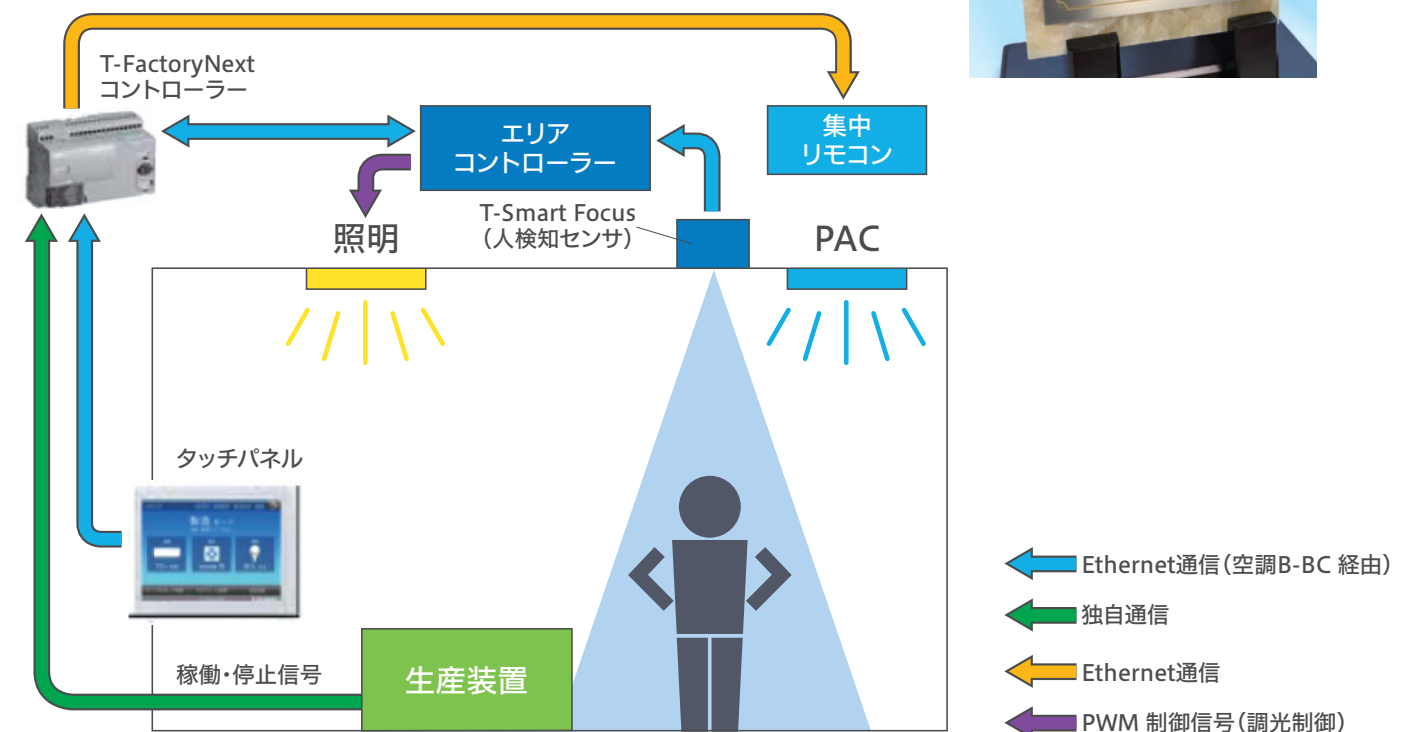 T-FactoryNext
コントローラー
エリア
コントローラー
集中
リモコン
T-Smart Focus
（人検知センサ）
照明
PAC
タッチパネル
製造
稼働・停止信号
生産装置
Ethernet通信（空調B-BC 経由）
独自通信
Ethernet通信
PWM 制御信号（調光制御）